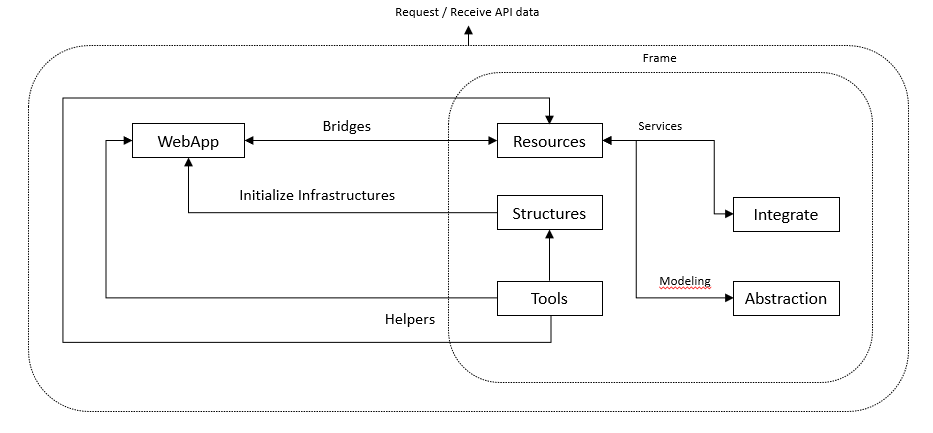 Request / Receive API data
Frame
Bridges
Services
WebApp
Resources
Initialize Infrastructures
Structures
Integrate
Modeling
Tools
Abstraction
Helpers